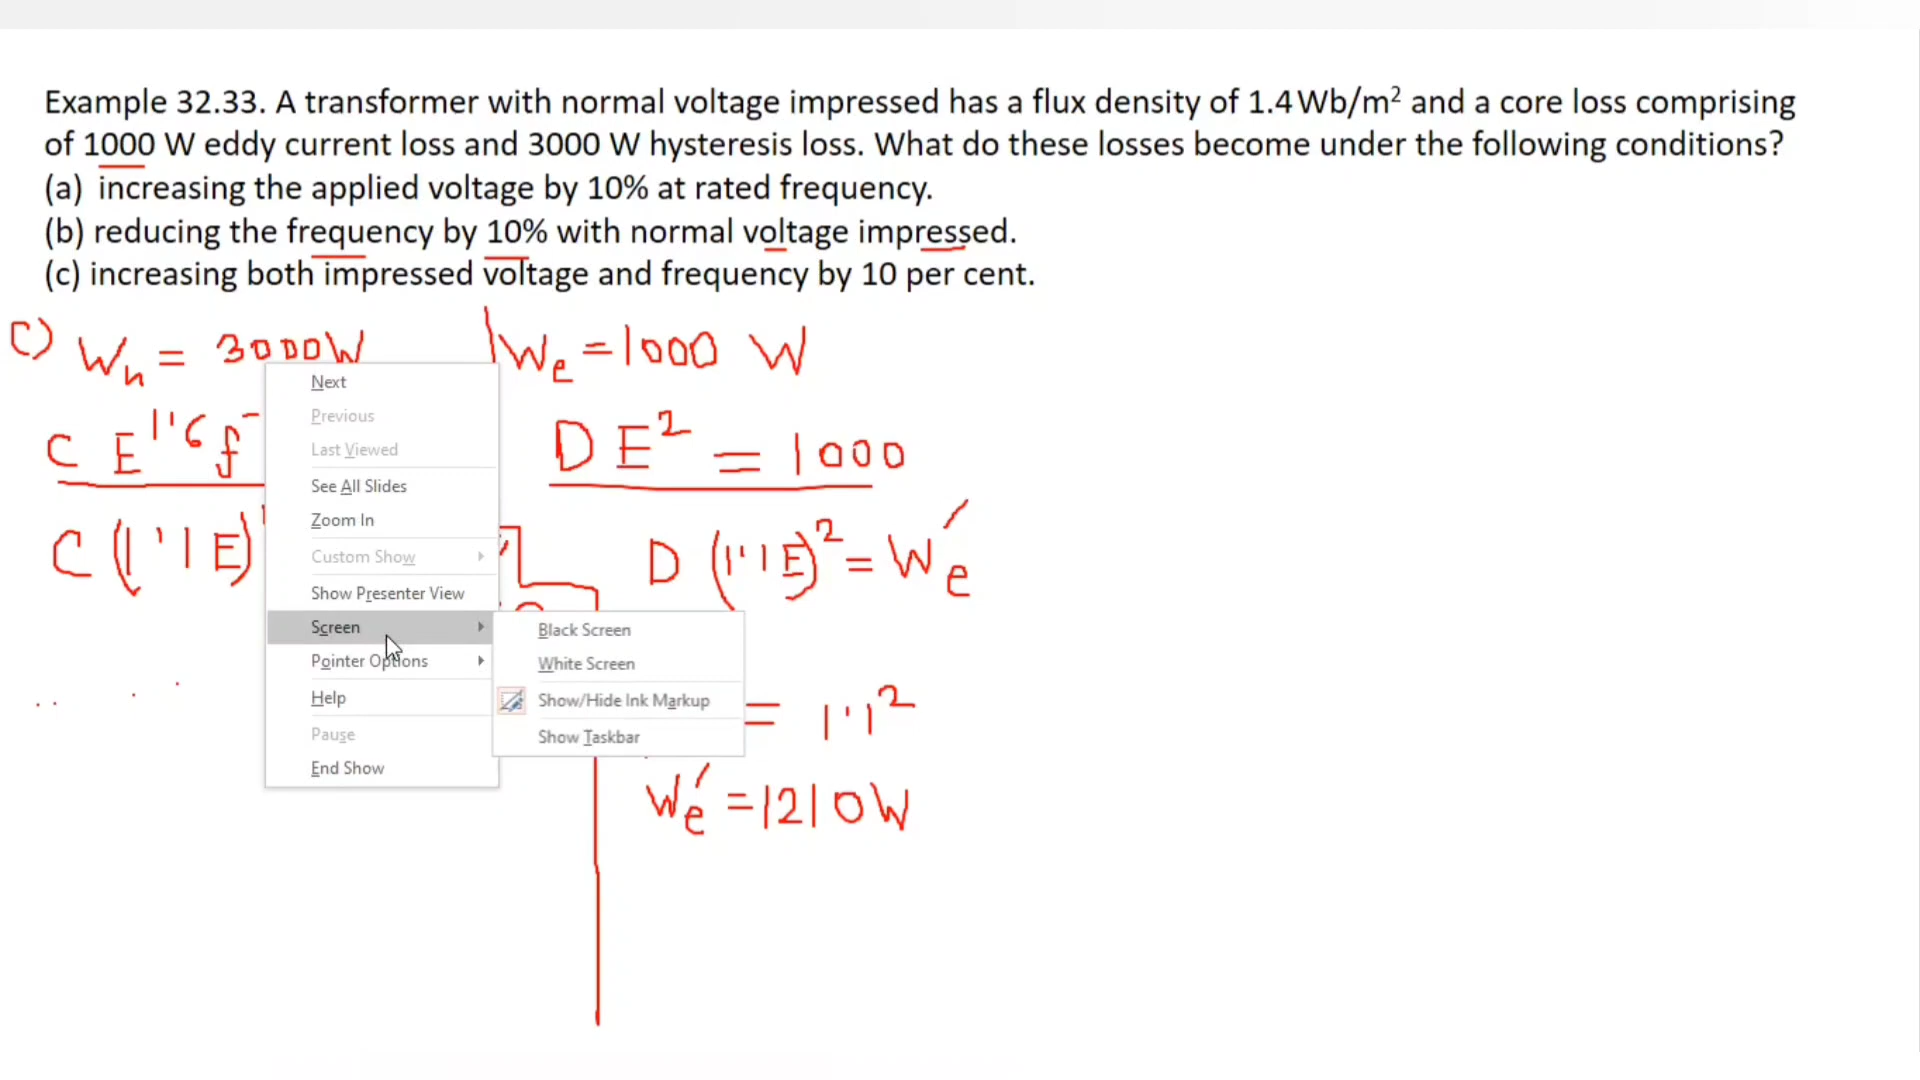 Example 32.33. A transformer with normal voltage impressed has a flux density of 1.4 Wb/m² and a core loss comprising
of 1000 W eddy current loss and 3000 W hysteresis loss. What do these losses become under the following conditions?
(a) increasing the applied voltage by 10% at rated frequency.
(b) reducing the frequency by 10% with normal voltage impressed.
(c) increasing both impressed voltage and frequency by 10 per cent.
C) Wh = 3000W
We = 1000 W
C E^1.6 f^-
DE² = 1000
C (1.1E)
D (1.1E)² = We'
= 1.1²
We' = 1210W
Next
Previous
Last Viewed
See All Slides
Zoom In
Custom Show
Show Presenter View
Screen
Pointer Options
Help
Pause
End Show
Black Screen
White Screen
Show/Hide Ink Markup
Show Taskbar